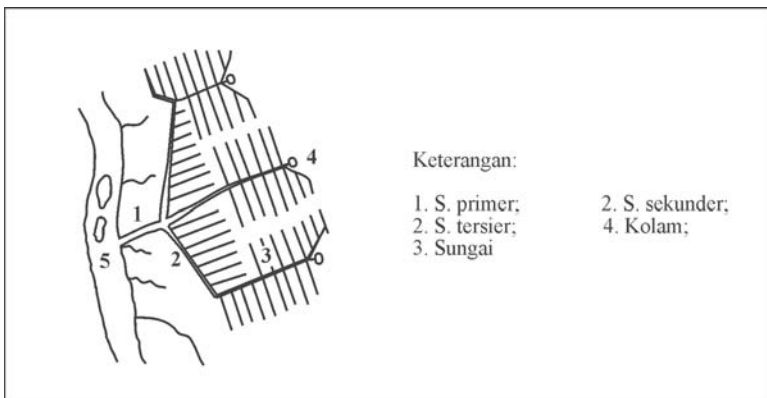 4
1
5
2
3
Keterangan:
1. S. primer; 2. S. sekunder;
2. S. tersier; 4. Kolam;
3. Sungai